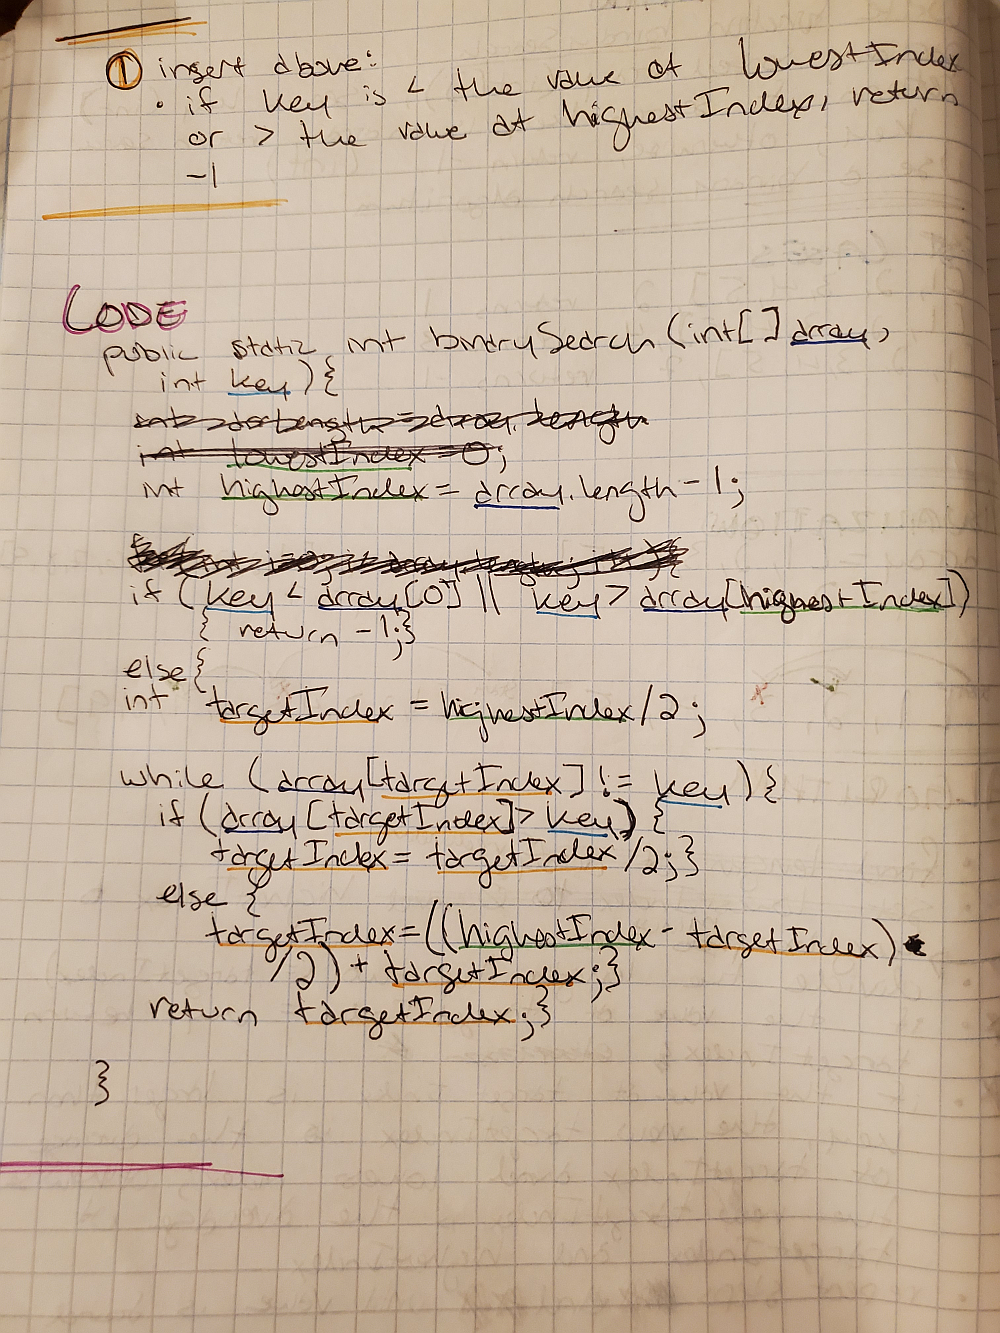 ① insert above:
• if key is < the value at lowestIndex
or > the value at highestIndex, return
-1
CODE
public static int binarySearch (int[] array,
int key){
int arrLength = array.length
int lowestIndex = 0;
int highestIndex = array.length - 1;
if (key < array[0] || key > array[highestIndex])
{ return -1;}
else{
int targetIndex = highestIndex/2;
while (array[targetIndex] != key){
if (array[targetIndex]> key) {
targetIndex = targetIndex/2;}
else {
targetIndex=((highestIndex - targetIndex)
/2) + targetIndex;}
return targetIndex;}
}